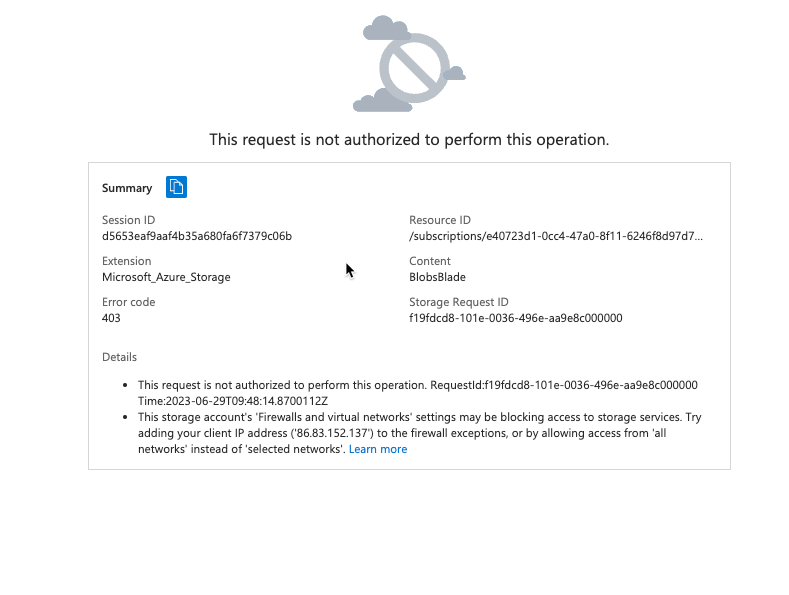 This request is not authorized to perform this operation.
Summary
Session ID
d5653eaf9aaf4b35a680fa6f7379c06b
Resource ID
/subscriptions/e40723d1-0cc4-47a0-8f11-6246f8d97d7...
Extension
Microsoft_Azure_Storage
Content
BlobsBlade
Error code
403
Storage Request ID
f19fdcd8-101e-0036-496e-aa9e8c000000
Details
• This request is not authorized to perform this operation. RequestId:f19fdcd8-101e-0036-496e-aa9e8c000000
Time:2023-06-29T09:48:14.8700112Z
• This storage account's 'Firewalls and virtual networks' settings may be blocking access to storage services. Try
adding your client IP address ('86.83.152.137') to the firewall exceptions, or by allowing access from 'all
networks' instead of 'selected networks'. Learn more